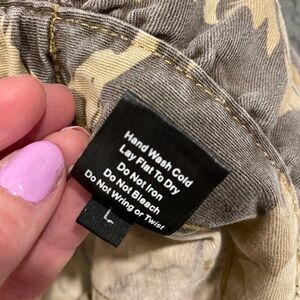 Hand Wash Cold
Lay Flat To Dry
Do Not Iron
Do Not Bleach
Do Not Wring or Twist
L